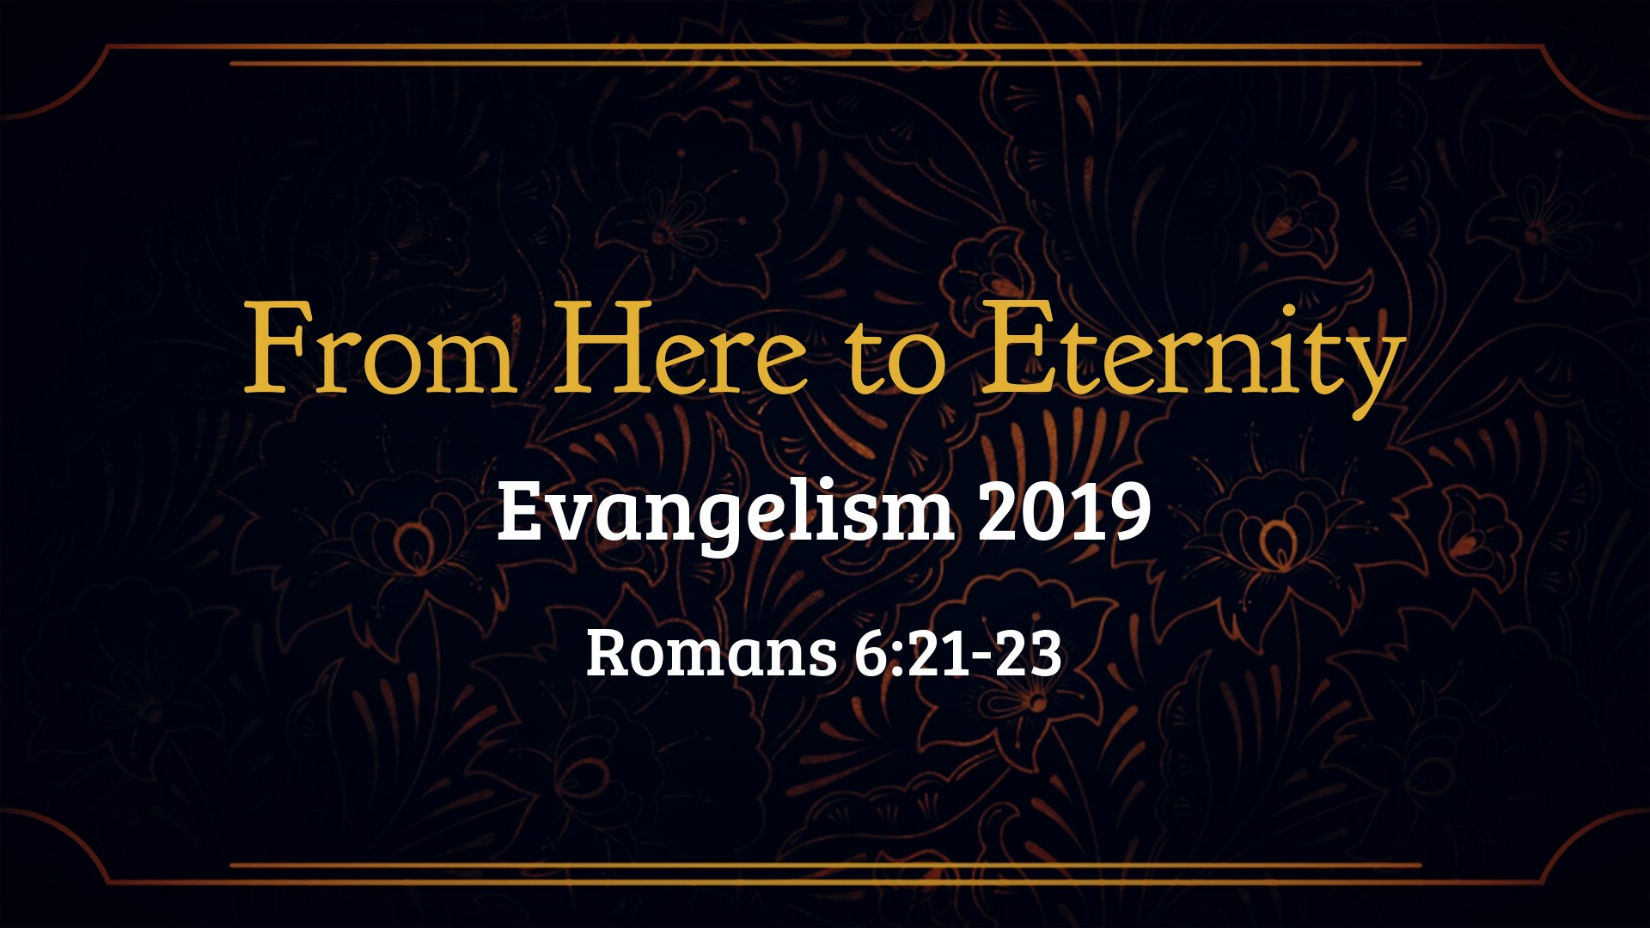 From Here to Eternity
Evangelism 2019
Romans 6:21-23